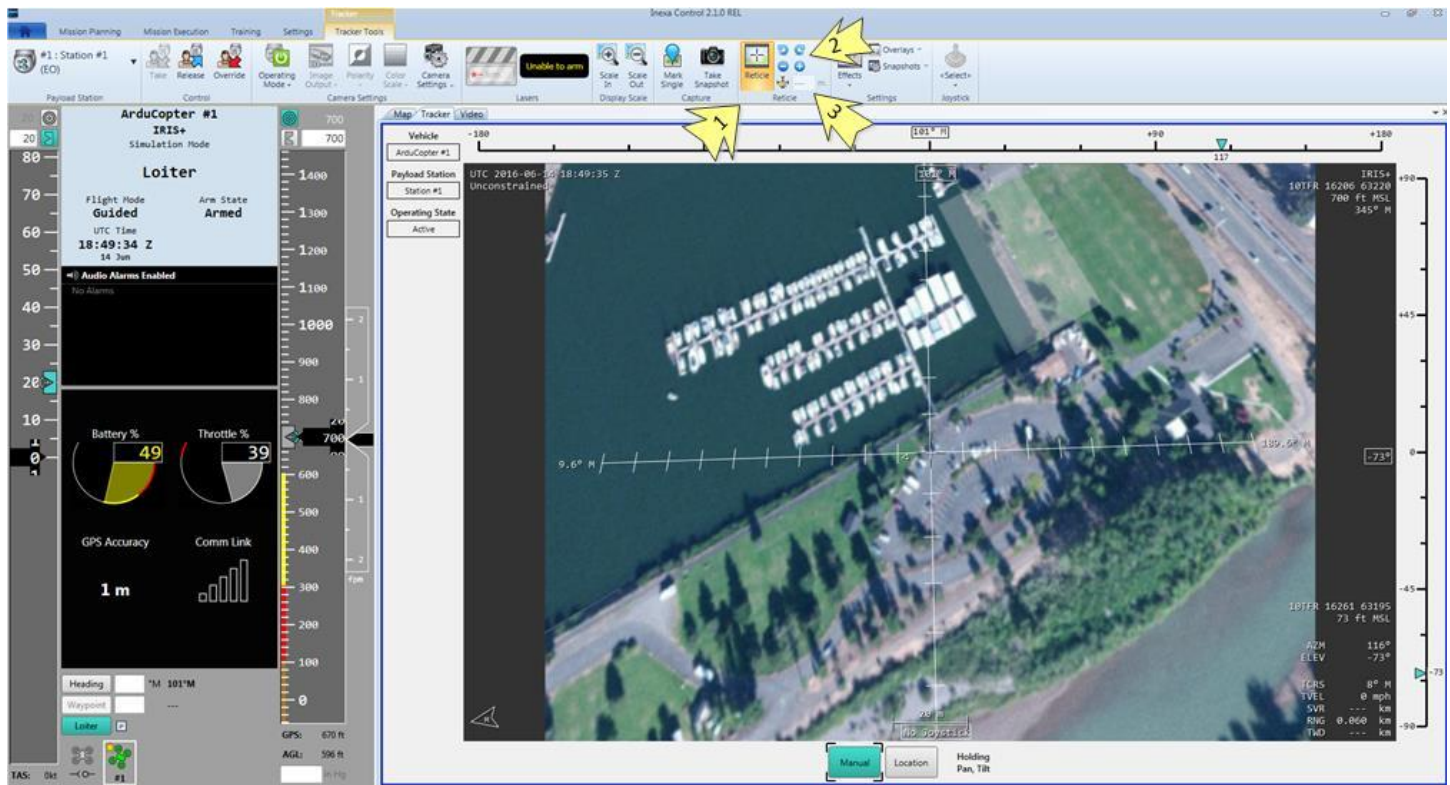 Inexa Control 2.1.0 REL
Tracker
Mission Planning Mission Execution Training Settings Tracker Tools
#1 : Station #1
(EO)
Take Release Override
Operating Mode
Image Output
Polarity
Color Scale
Camera Settings
Unable to arm
Scale In
Scale Out
Mark Single
Take Snapshot
Reticle
m
Effects
Overlays
Snapshots
<Select>
Payload Station Control Camera Settings Lasers Display Scale Capture Reticle Settings Joystick
1
2
3
ArduCopter #1
IRIS+
Simulation Mode
Loiter
Flight Mode Arm State
Guided Armed
UTC Time
18:49:34 Z
14 Jun
Audio Alarms Enabled
No Alarms
20
20
80
70
60
50
40
30
20
10
0
Battery % Throttle %
49 39
GPS Accuracy Comm Link
1 m
Heading °M 101°M
Waypoint ---
Loiter
#1
TAS: 0kt
700
700
1400
1300
1200
1100
1000
900
800
700
600
500
400
300
200
100
0
2
1
1
2
fpm
GPS: 670 ft
AGL: 596 ft
in Hg
Map Tracker Video
Vehicle
ArduCopter #1
Payload Station
Station #1
Operating State
Active
-180 101° M +90 +180
117
UTC 2016-06-14 18:49:35 Z
Unconstrained
101° M
IRIS+
10TFR 16206 63220
700 ft MSL
345° M
+90
+45
0
-45
-90
-73°
-73
9.6° M
189.6° M
10TFR 16261 63195
73 ft MSL
AZM 116°
ELEV -73°
TCRS 8° M
TVEL 0 mph
SVR --- km
RNG 0.060 km
TWD --- km
N
20 m
No Joystick
Manual Location
Holding
Pan, Tilt